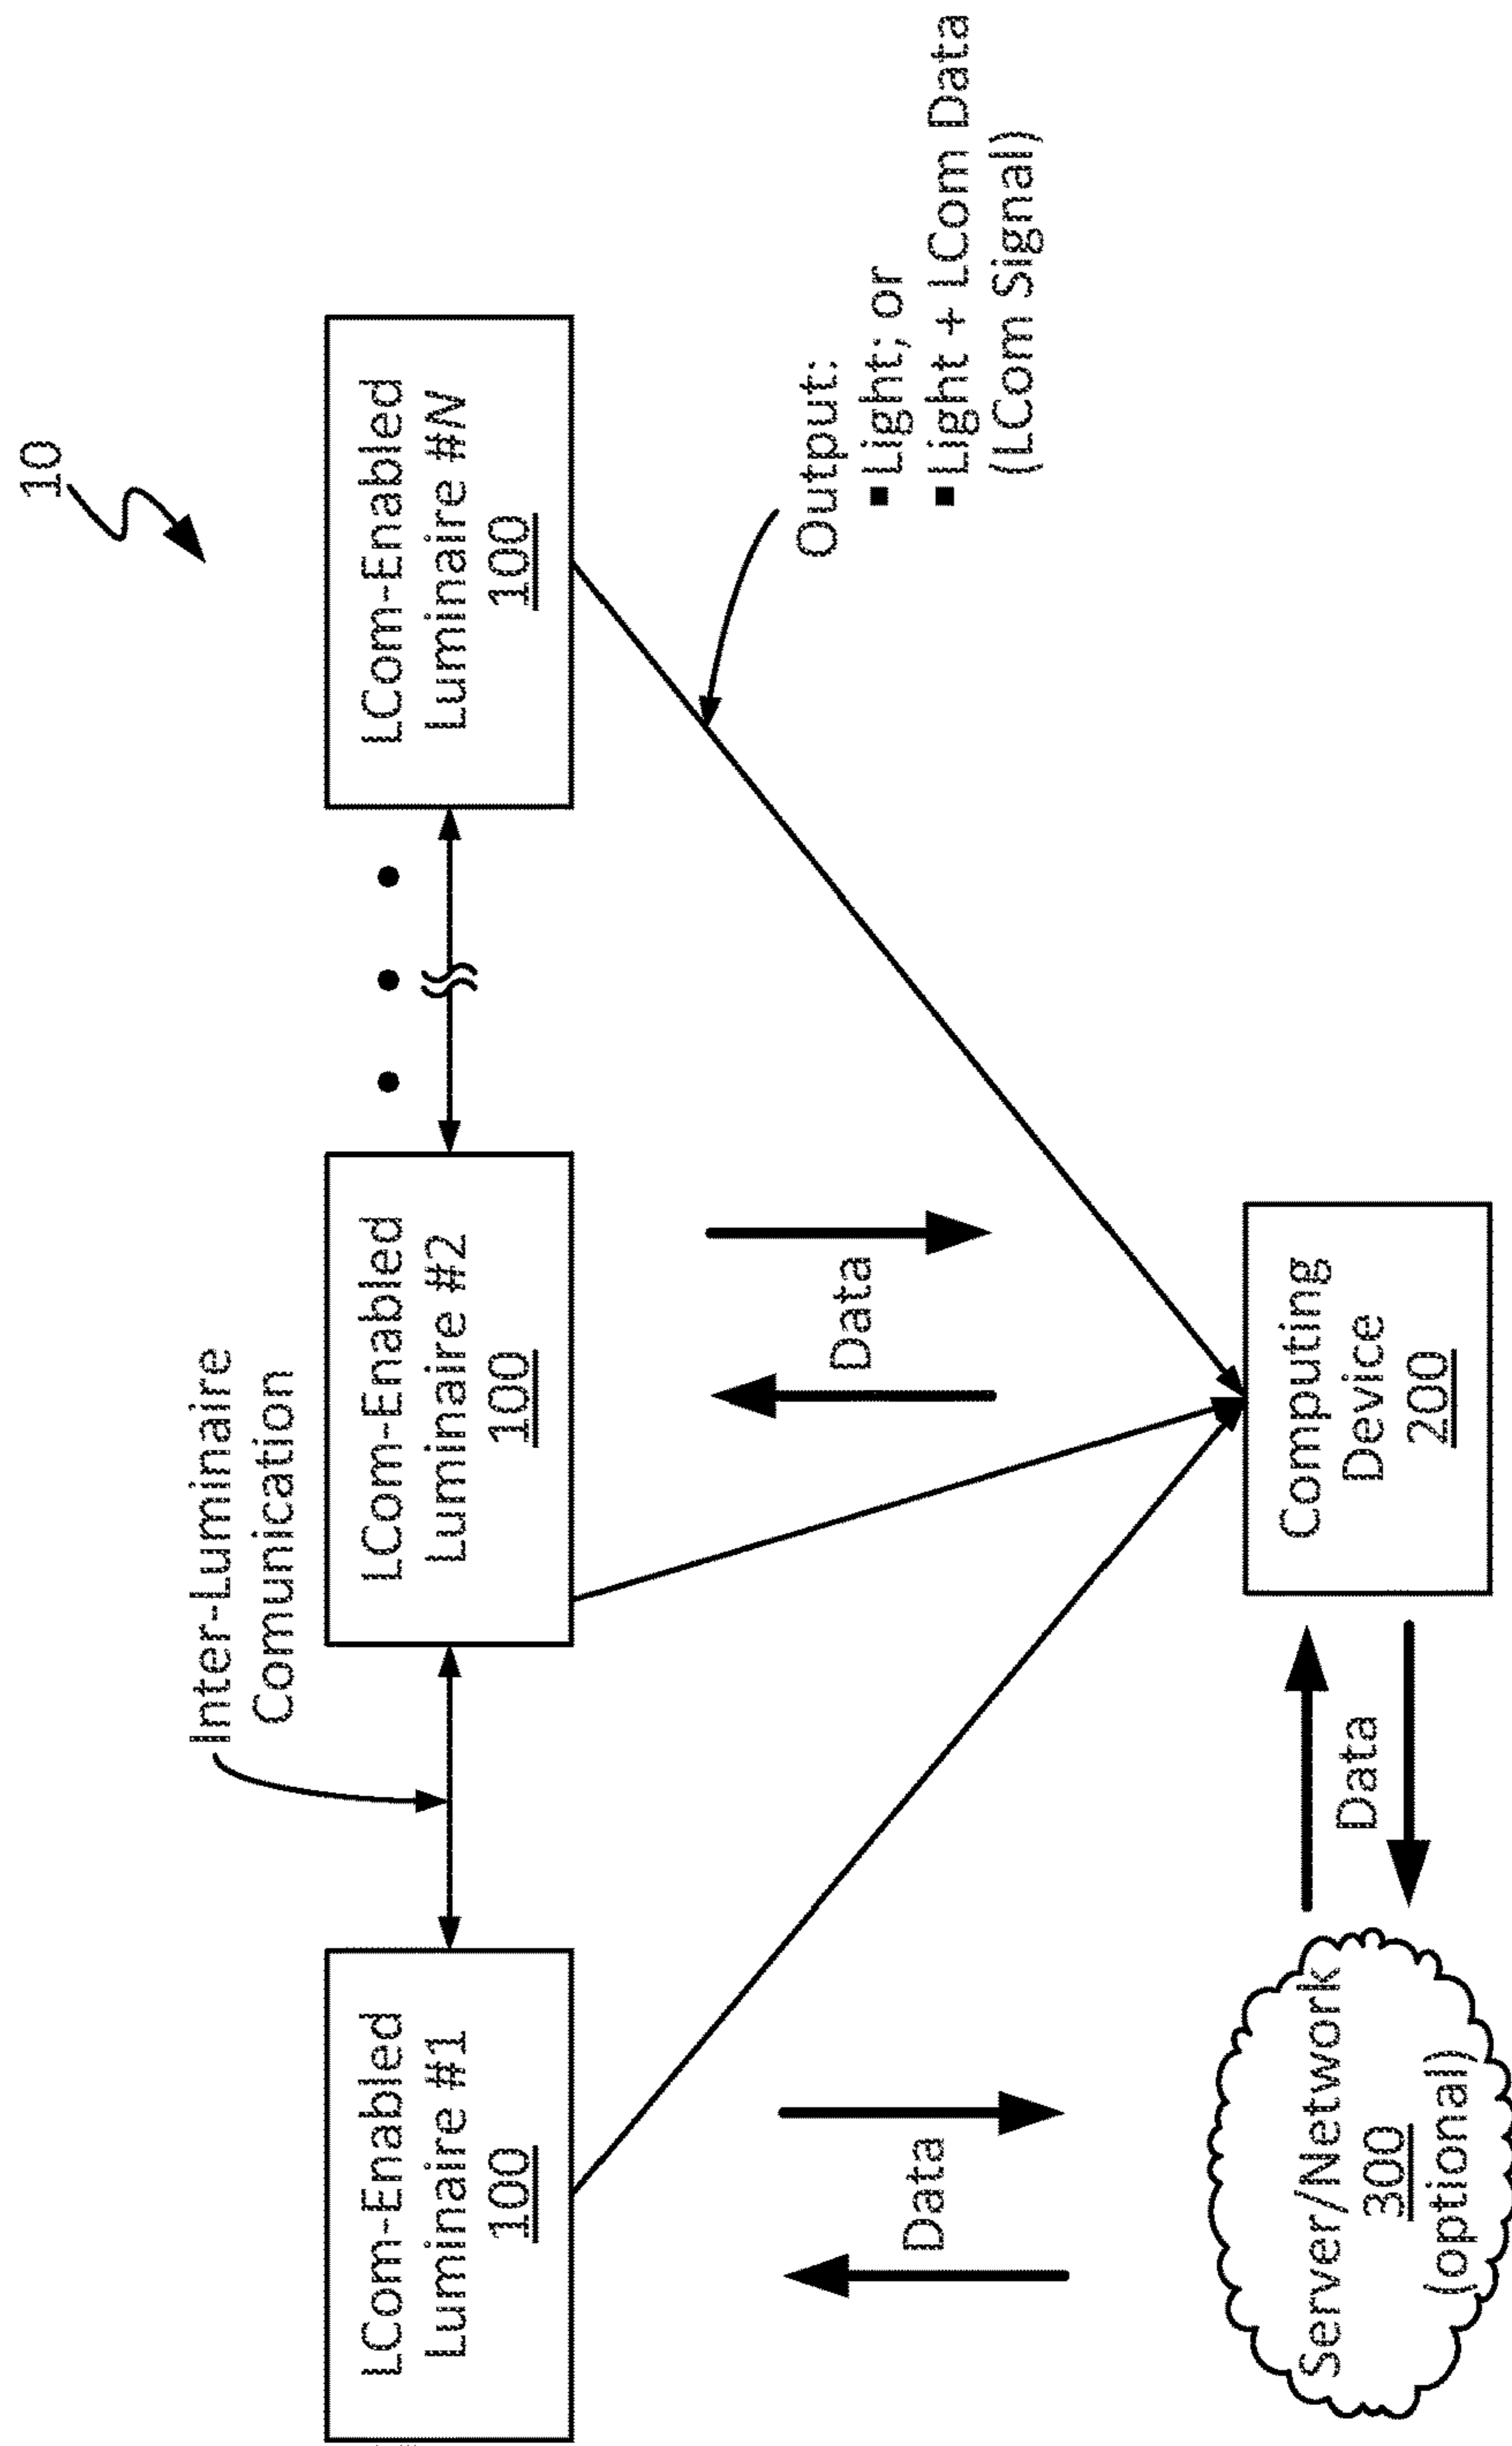 10
Inter-Luminaire
Comunication
LCom-Enabled
Luminaire #1
100
LCom-Enabled
Luminaire #2
100
LCom-Enabled
Luminaire #N
100
Output:
▪Light; or
▪Light + LCom Data
(LCom Signal)
Data
Data
Server/Network
300
(optional)
Data
Computing
Device
200